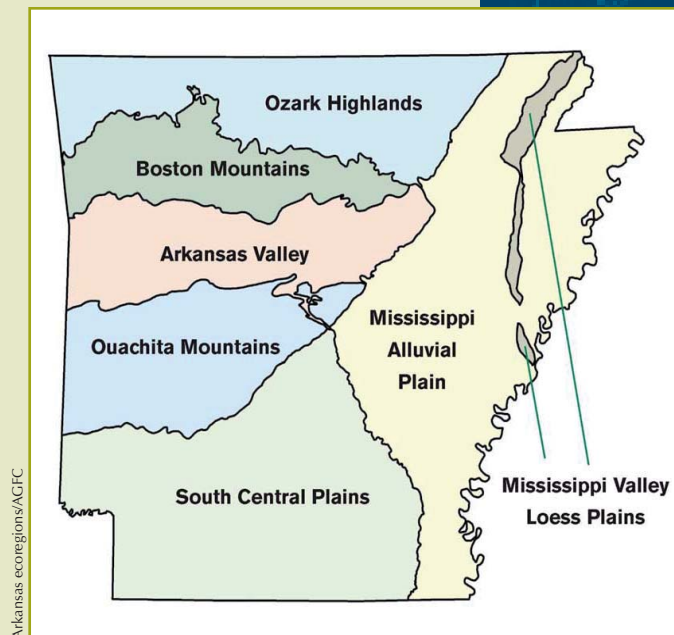 Ozark Highlands
Boston Mountains
Arkansas Valley
Ouachita Mountains
Mississippi
Alluvial
Plain
South Central Plains
Mississippi Valley
Loess Plains
Arkansas ecoregions/AGFC